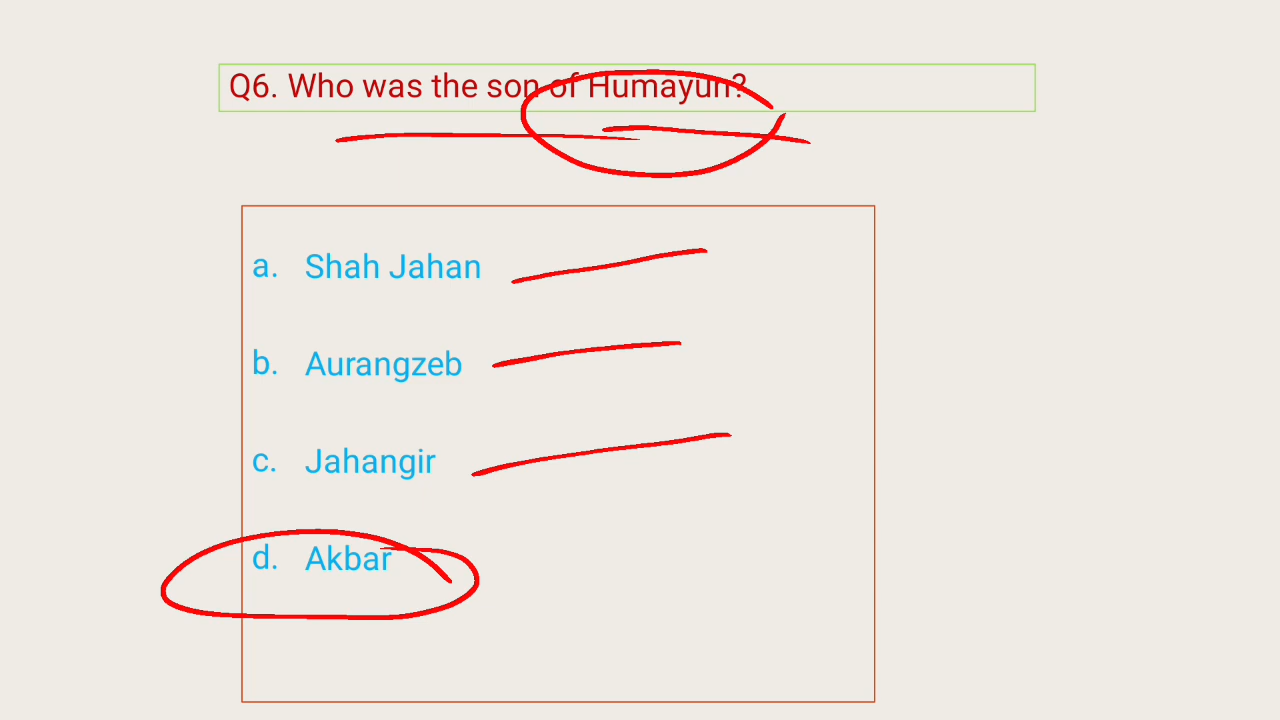 Q6. Who was the son of Humayun?
a. Shah Jahan
b. Aurangzeb
c. Jahangir
d. Akbar